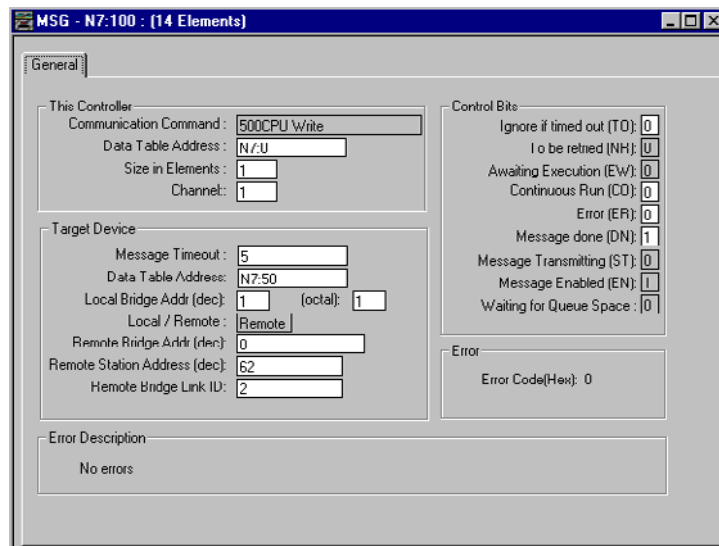 MSG - N7:100 : (14 Elements)
General
This Controller
Communication Command : 500CPU Write
Data Table Address : N7:0
Size in Elements : 1
Channel:: 1
Target Device
Message Timeout : 5
Data Table Address: N7:50
Local Bridge Addr (dec): 1 (octal): 1
Local / Remote : Remote
Remote Bridge Addr (dec): 0
Remote Station Address (dec): 62
Remote Bridge Link ID: 2
Control Bits
Ignore if timed out (TO): 0
To be retried (NR): 0
Awaiting Execution (EW): 0
Continuous Run (CO): 0
Error (ER): 0
Message done (DN): 1
Message Transmitting (ST): 0
Message Enabled (EN): 1
Waiting for Queue Space : 0
Error
Error Code(Hex): 0
Error Description
No errors